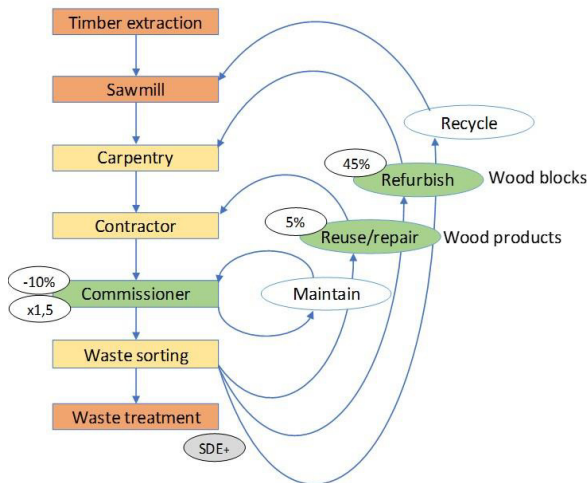 Timber extraction
Sawmill
Recycle
Carpentry
45%
Refurbish
Wood blocks
Contractor
5%
Reuse/repair
Wood products
-10%
Commissioner
x1,5
Maintain
Waste sorting
Waste treatment
SDE+